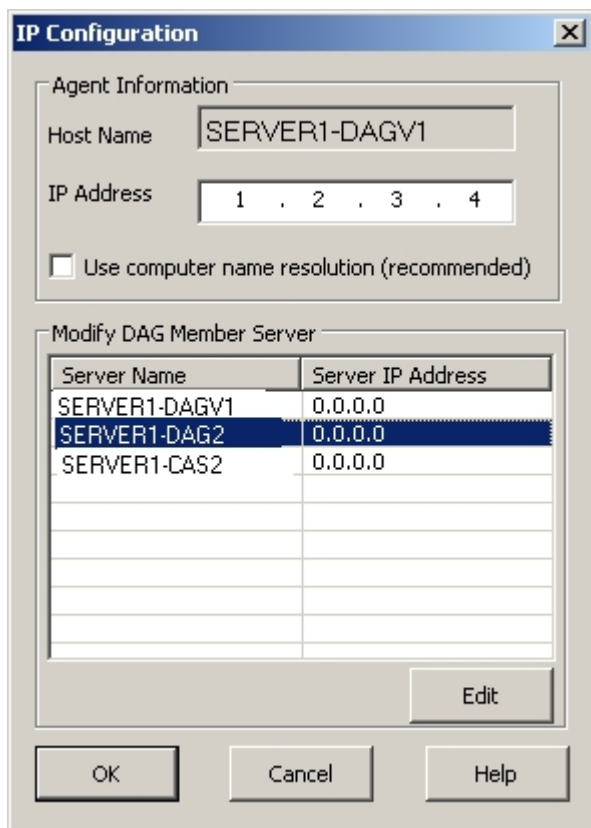 IP Configuration
Agent Information
Host Name SERVER1-DAGV1
IP Address 1 . 2 . 3 . 4
Use computer name resolution (recommended)
Modify DAG Member Server
Server Name Server IP Address
SERVER1-DAGV1 0.0.0.0
SERVER1-DAG2 0.0.0.0
SERVER1-CAS2 0.0.0.0
Edit
OK Cancel Help